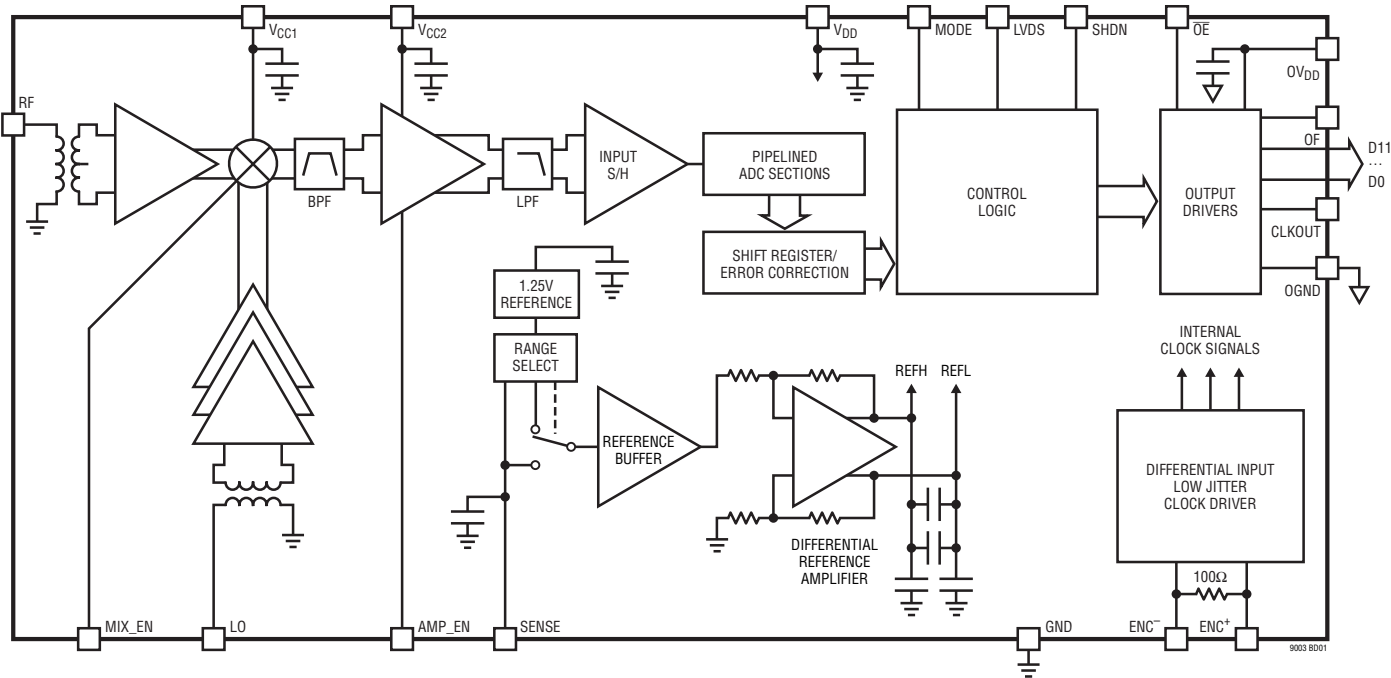 VCC1
VCC2
VDD
MODE
LVDS
SHDN
OE
OVDD
RF
OF
D11
...
D0
BPF
LPF
INPUT
S/H
PIPELINED
ADC SECTIONS
CONTROL
LOGIC
OUTPUT
DRIVERS
CLKOUT
SHIFT REGISTER/
ERROR CORRECTION
OGND
1.25V
REFERENCE
RANGE
SELECT
INTERNAL
CLOCK SIGNALS
REFH
REFL
REFERENCE
BUFFER
DIFFERENTIAL INPUT
LOW JITTER
CLOCK DRIVER
DIFFERENTIAL
REFERENCE
AMPLIFIER
100Ω
MIX_EN
LO
AMP_EN
SENSE
GND
ENC−
ENC+
9003 BD01